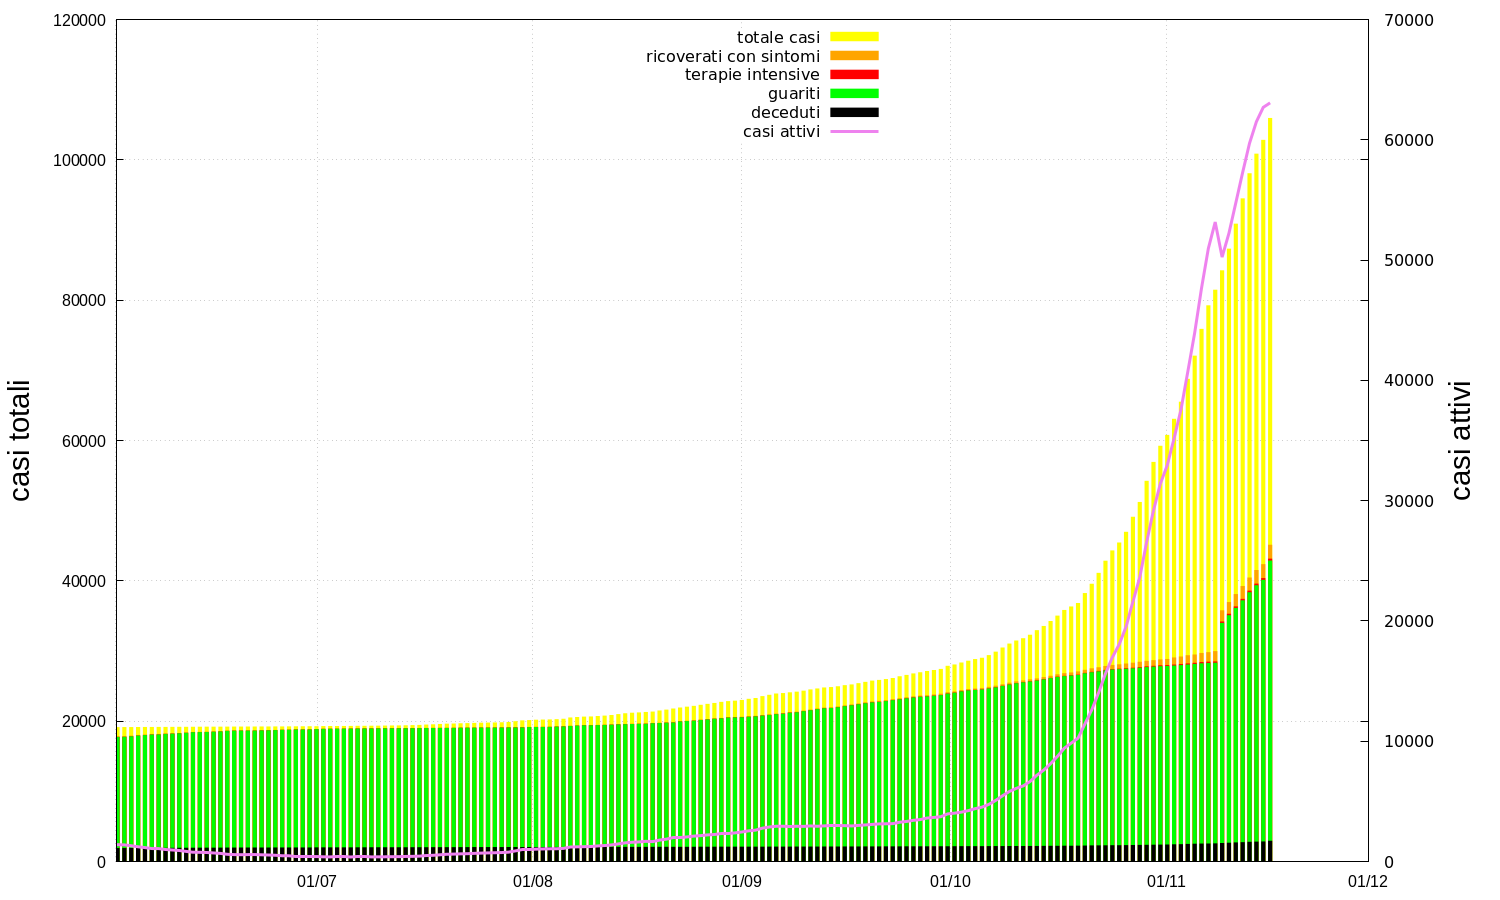 totale casi
ricoverati con sintomi
terapie intensive
guariti
deceduti
casi attivi
casi totali
120000
100000
80000
60000
40000
20000
0
casi attivi
70000
60000
50000
40000
30000
20000
10000
0
01/07 01/08 01/09 01/10 01/11 01/12